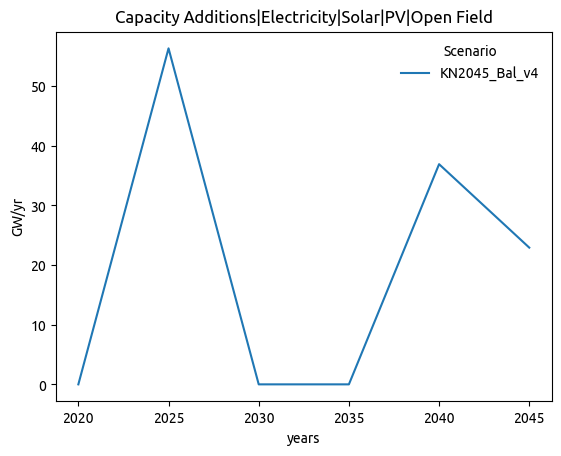 Capacity Additions|Electricity|Solar|PV|Open Field
Scenario
KN2045_Bal_v4
GW/yr
50
40
30
20
10
0
2020 2025 2030 2035 2040 2045
years